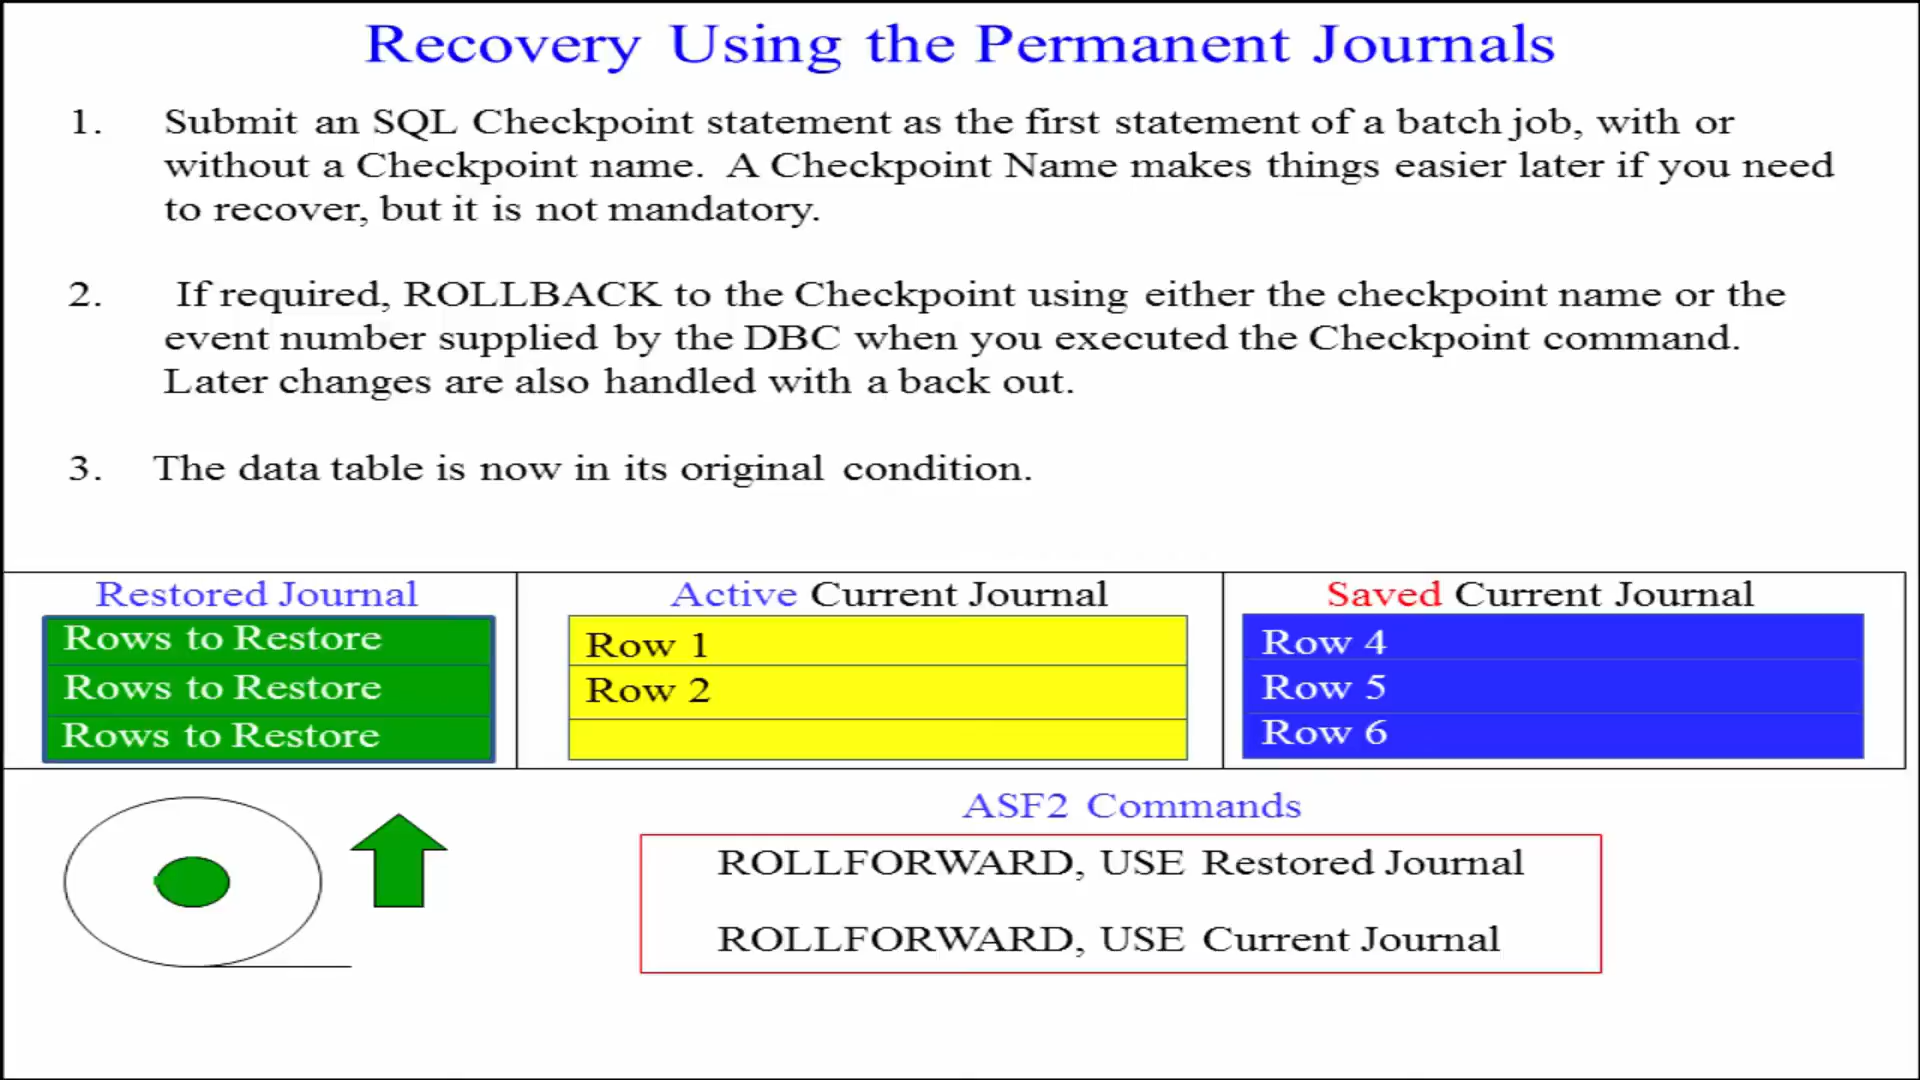 Recovery Using the Permanent Journals
1. Submit an SQL Checkpoint statement as the first statement of a batch job, with or
without a Checkpoint name. A Checkpoint Name makes things easier later if you need
to recover, but it is not mandatory.
2. If required, ROLLBACK to the Checkpoint using either the checkpoint name or the
event number supplied by the DBC when you executed the Checkpoint command.
Later changes are also handled with a back out.
3. The data table is now in its original condition.
Restored Journal
Rows to Restore
Rows to Restore
Rows to Restore
Active Current Journal
Row 1
Row 2
Saved Current Journal
Row 4
Row 5
Row 6
ASF2 Commands
ROLLFORWARD, USE Restored Journal
ROLLFORWARD, USE Current Journal